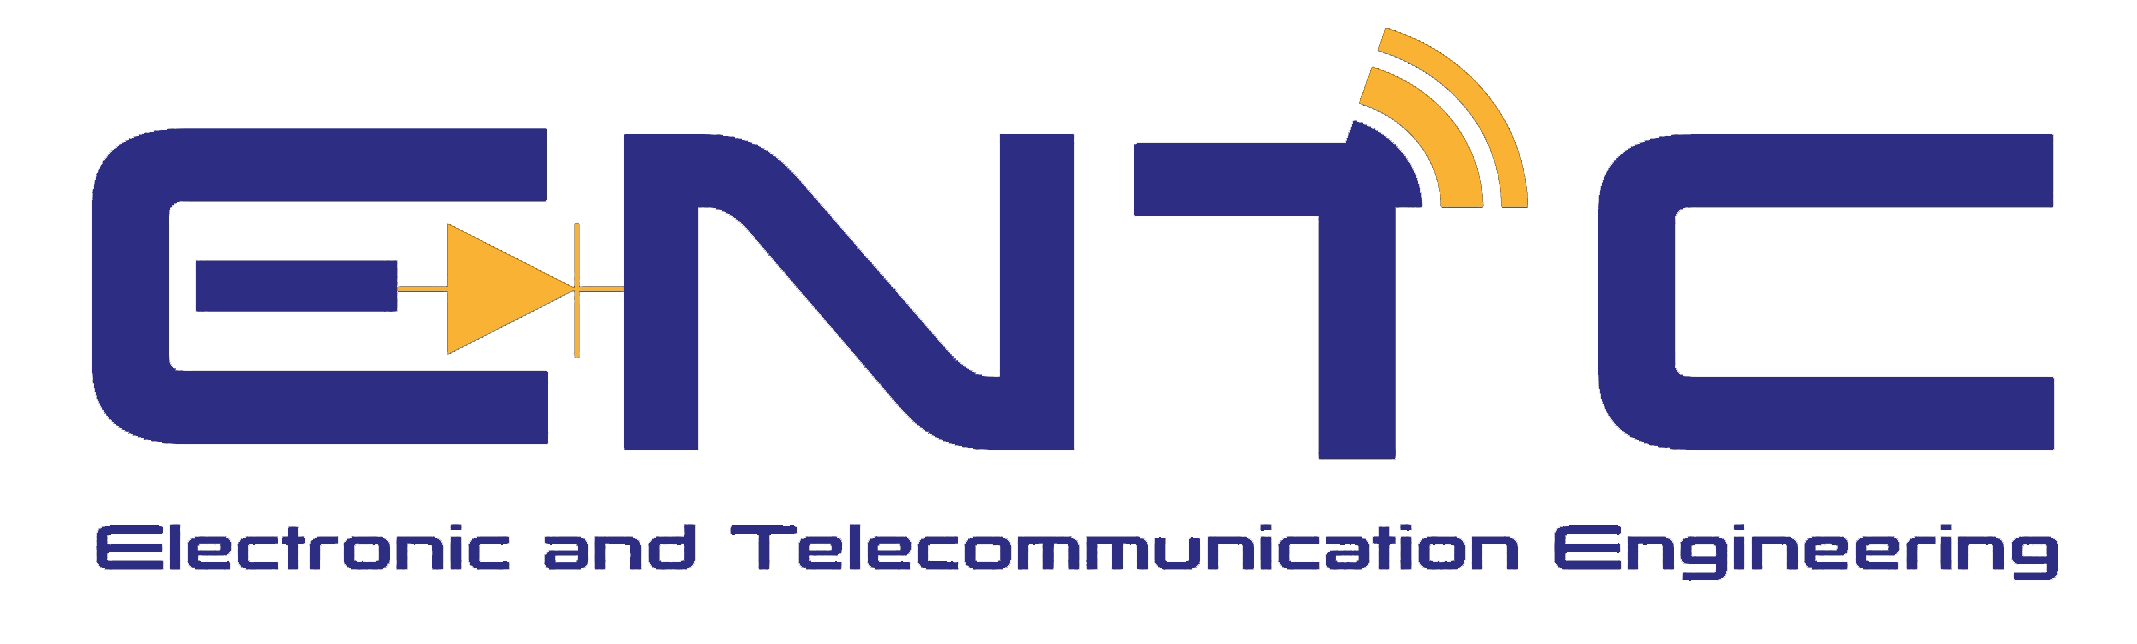 ENTC
Electronic and Telecommunication Engineering